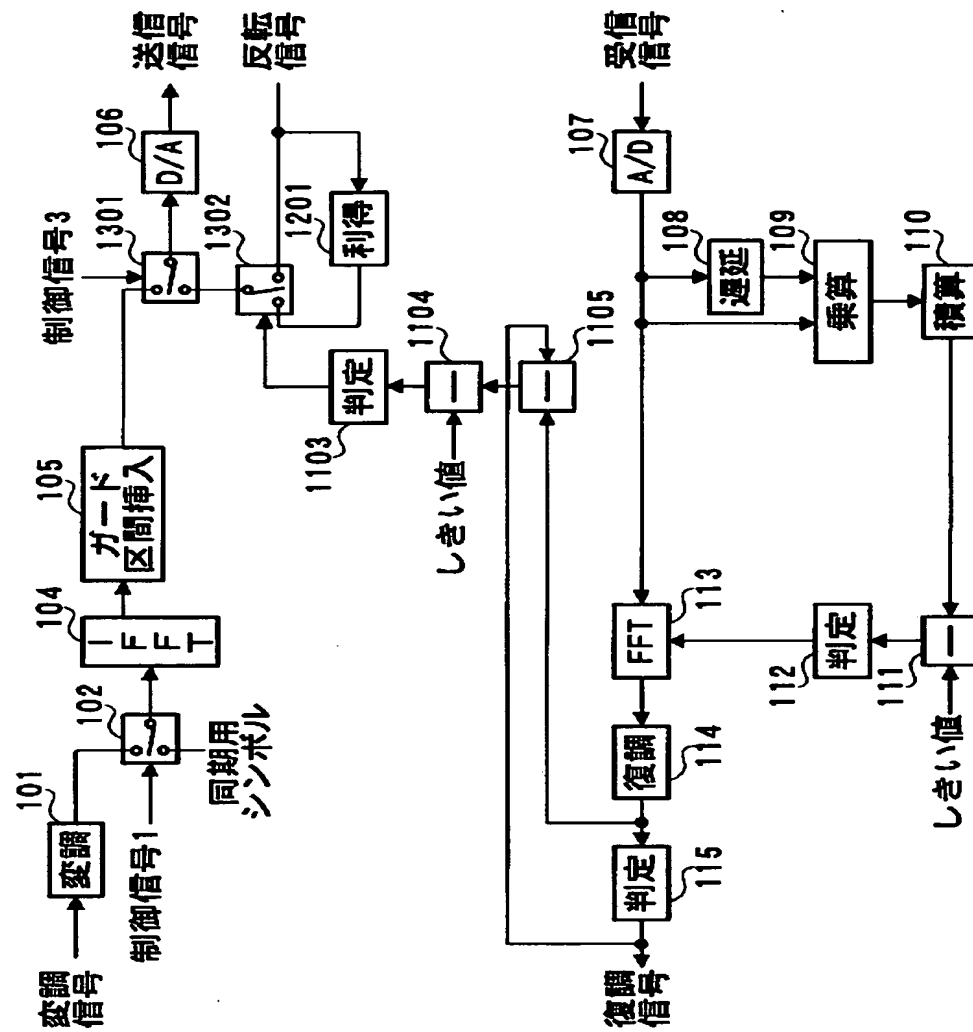 変調
信号
101
変調
制御信号1
102
同期用
シンボル
104
IFFT
105
ガード
区間挿入
制御信号3
1301
106
D/A
送信
信号
1302
反転
信号
1201
利得
1103
判定
1104
しきい値
1105
受信
信号
107
A/D
108
遅延
109
乗算
110
積算
しきい値
111
112
判定
113
FFT
114
復調
115
判定
復調
信号